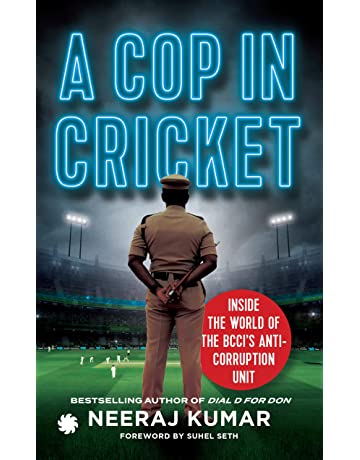 A COP IN
CRICKET
INSIDE
THE WORLD OF
THE BCCI'S ANTI-
CORRUPTION
UNIT
BESTSELLING AUTHOR OF DIAL D FOR DON
NEERAJ KUMAR
FOREWORD BY SUHEL SETH